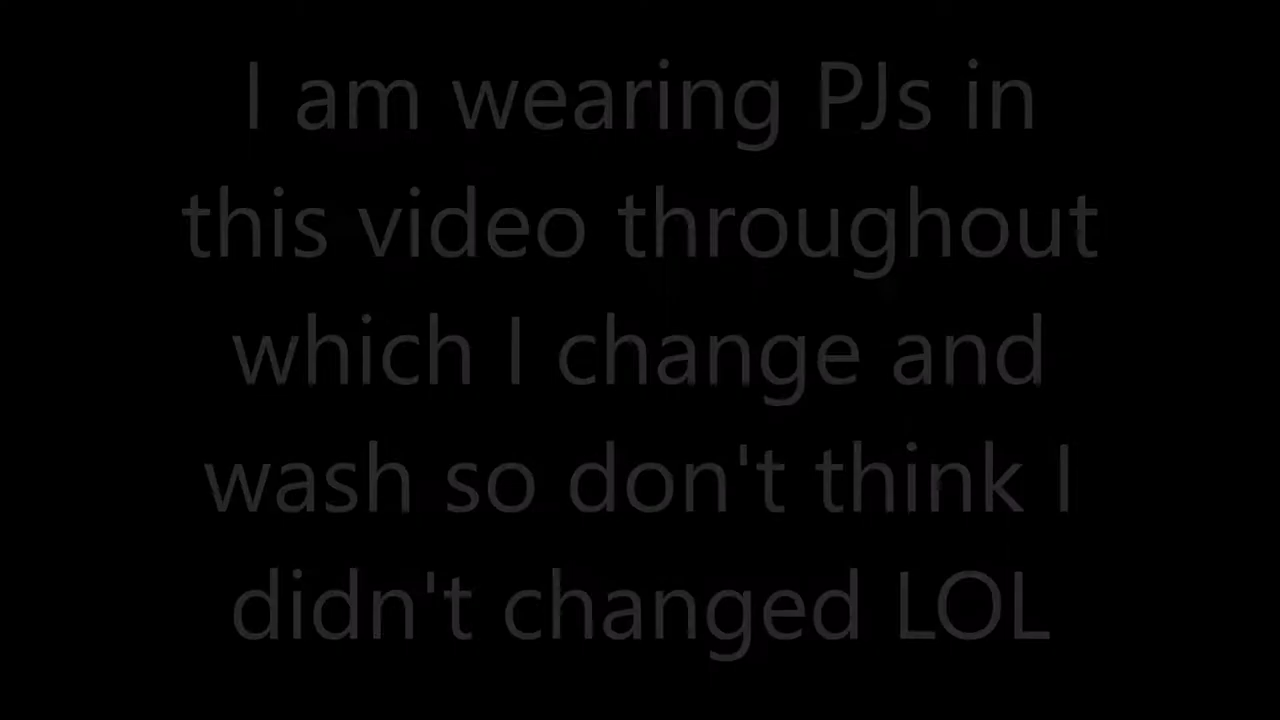 I am wearing PJs in
this video throughout
which I change and
wash so don't think I
didn't changed LOL